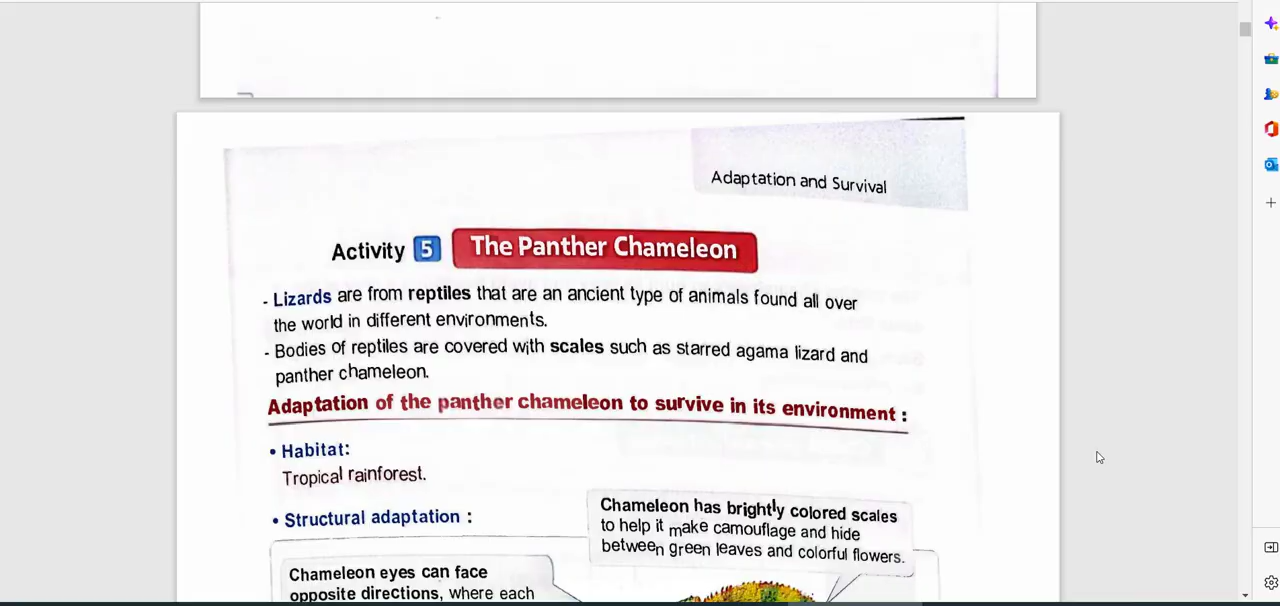 Adaptation and Survival
Activity 5 The Panther Chameleon
- Lizards are from reptiles that are an ancient type of animals found all over
the world in different environments.
- Bodies of reptiles are covered with scales such as starred agama lizard and
panther chameleon.
Adaptation of the panther chameleon to survive in its environment :
• Habitat:
Tropical rainforest.
• Structural adaptation :
Chameleon has brightly colored scales
to help it make camouflage and hide
between green leaves and colorful flowers.
Chameleon eyes can face
opposite directions, where each